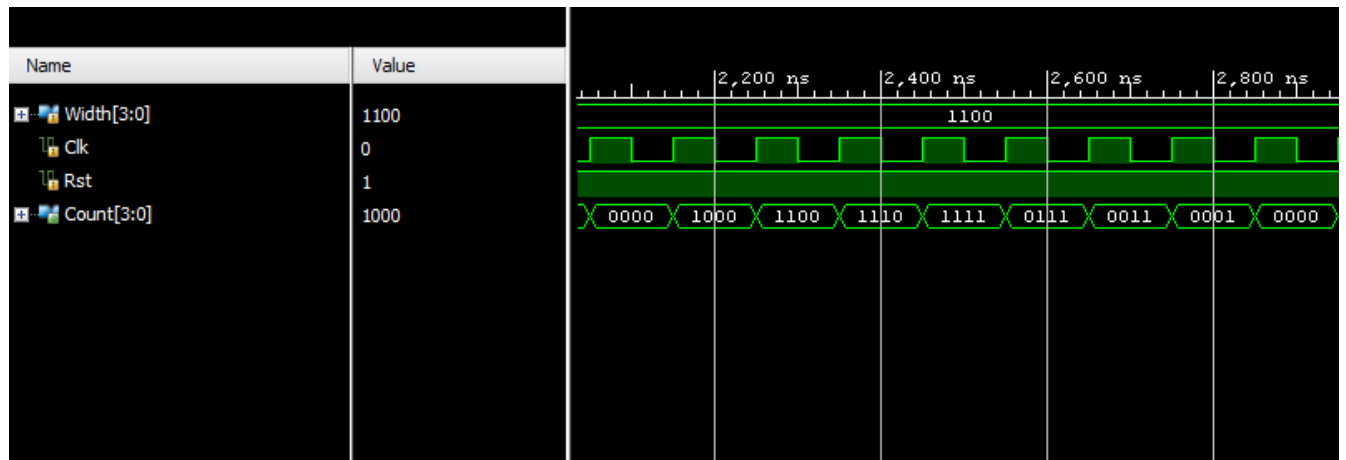 Name Value
2,200 ns 2,400 ns 2,600 ns 2,800 ns
Width[3:0] 1100 1100
Clk 0
Rst 1
Count[3:0] 1000 0000 1000 1100 1110 1111 0111 0011 0001 0000